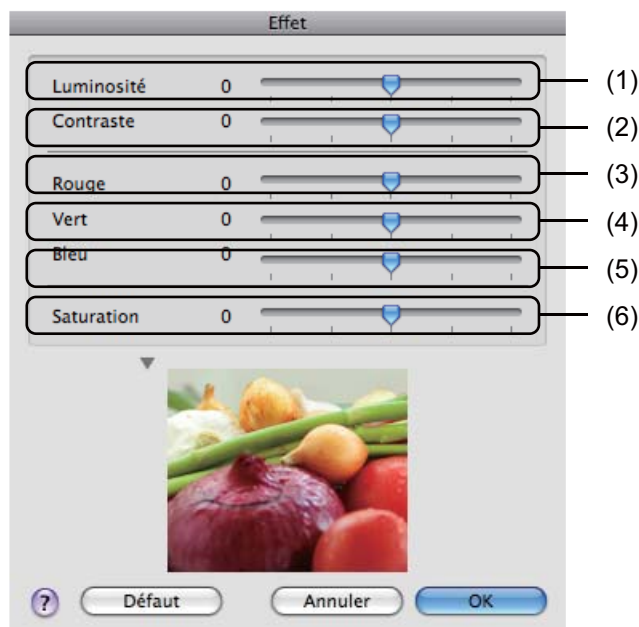 Effet
Luminosité 0 (1)
Contraste 0 (2)
Rouge 0 (3)
Vert 0 (4)
Bleu 0 (5)
Saturation 0 (6)
? Défaut Annuler OK